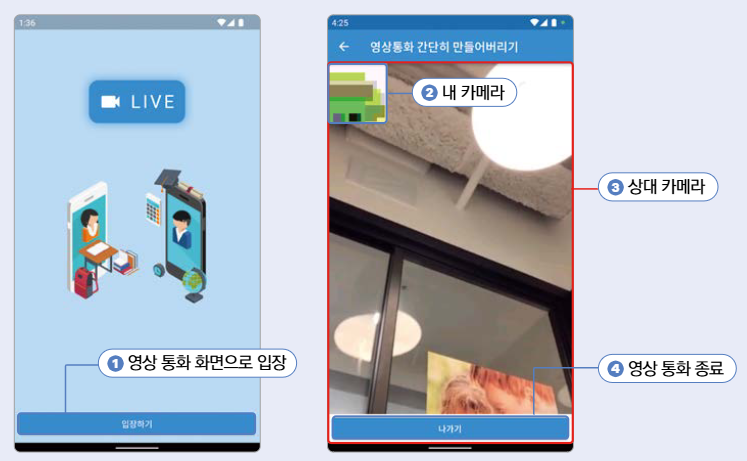 1:36
LIVE
1 영상 통화 화면으로 입장
입장하기
4:25
← 영상통화 간단히 만들어버리기
2 내 카메라
3 상대 카메라
4 영상 통화 종료
나가기